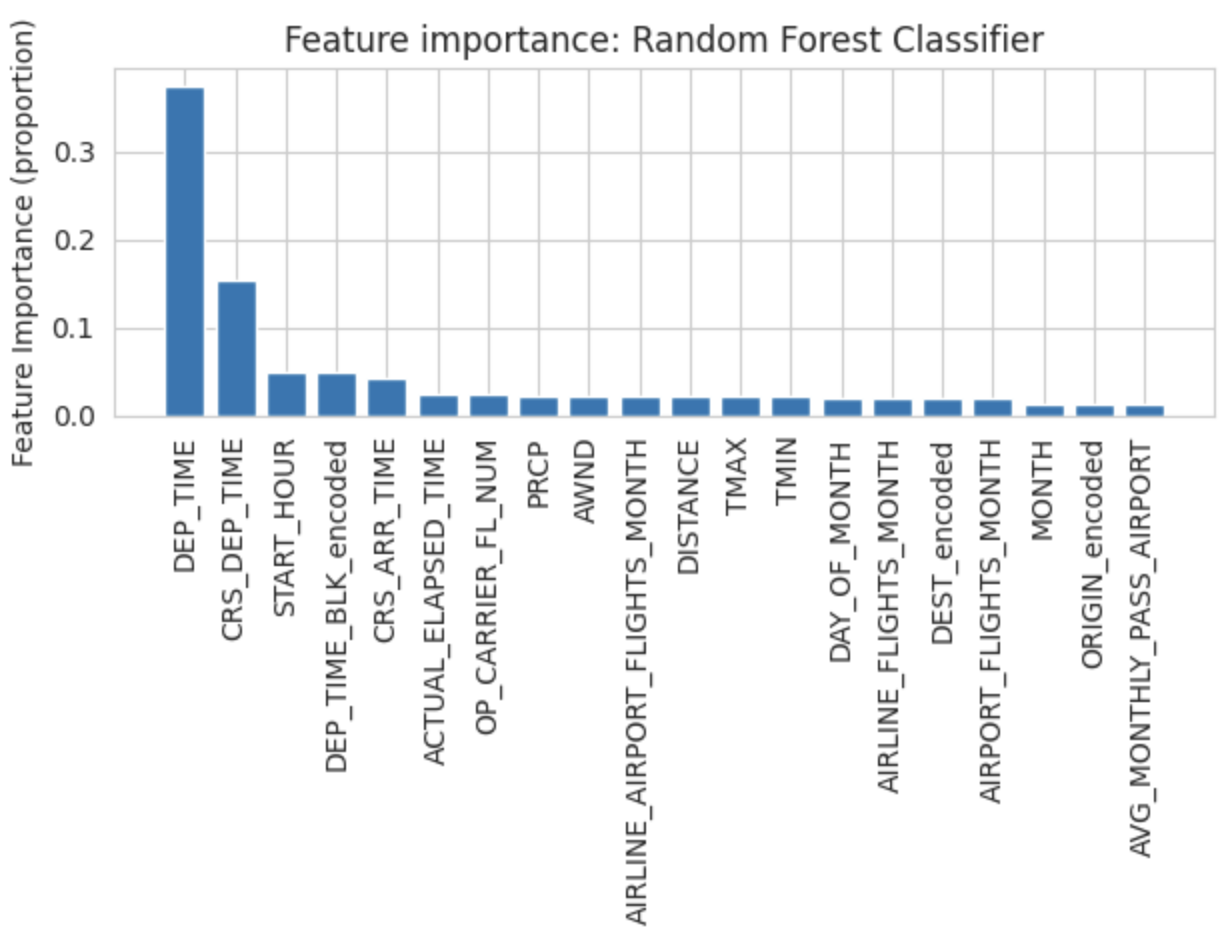 Feature importance: Random Forest Classifier
Feature Importance (proportion)
0.3
0.2
0.1
0.0
DEP_TIME
CRS_DEP_TIME
START_HOUR
DEP_TIME_BLK_encoded
CRS_ARR_TIME
ACTUAL_ELAPSED_TIME
OP_CARRIER_FL_NUM
PRCP
AWND
AIRLINE_AIRPORT_FLIGHTS_MONTH
DISTANCE
TMAX
TMIN
DAY_OF_MONTH
AIRLINE_FLIGHTS_MONTH
DEST_encoded
AIRPORT_FLIGHTS_MONTH
MONTH
ORIGIN_encoded
AVG_MONTHLY_PASS_AIRPORT